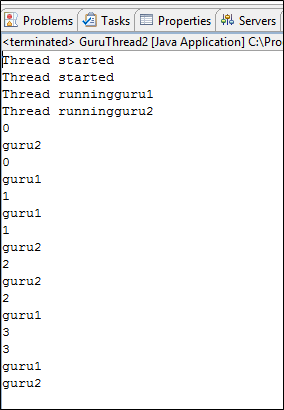 Problems Tasks Properties Servers
<terminated> GuruThread2 [Java Application] C:\Pro
Thread started
Thread started
Thread runningguru1
Thread runningguru2
0
guru2
0
guru1
1
guru1
1
guru2
2
guru2
2
guru1
3
3
guru1
guru2